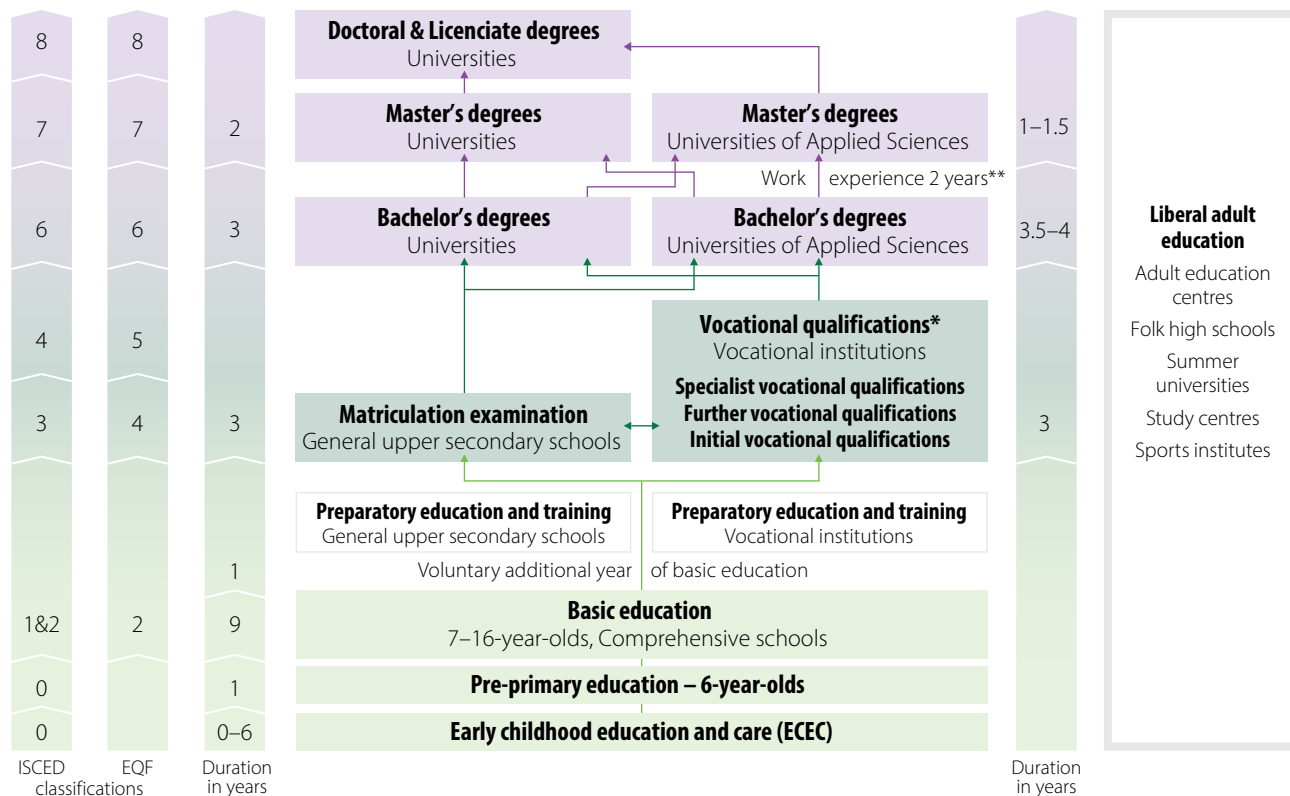 8
8
Doctoral & Licenciate degrees
Universities
7
7
2
Master's degrees
Universities
Master's degrees
Universities of Applied Sciences
1–1.5
Work experience 2 years**
6
6
3
Bachelor's degrees
Universities
Bachelor's degrees
Universities of Applied Sciences
3.5–4
4
5
Vocational qualifications*
Vocational institutions
Specialist vocational qualifications
Further vocational qualifications
Initial vocational qualifications
3
4
3
Matriculation examination
General upper secondary schools
3
Preparatory education and training
General upper secondary schools
Preparatory education and training
Vocational institutions
1
Voluntary additional year of basic education
1&2
2
9
Basic education
7–16-year-olds, Comprehensive schools
0
1
Pre-primary education – 6-year-olds
0
0–6
Early childhood education and care (ECEC)
ISCED EQF
classifications
Duration
in years
Duration
in years
Liberal adult
education
Adult education
centres
Folk high schools
Summer
universities
Study centres
Sports institutes